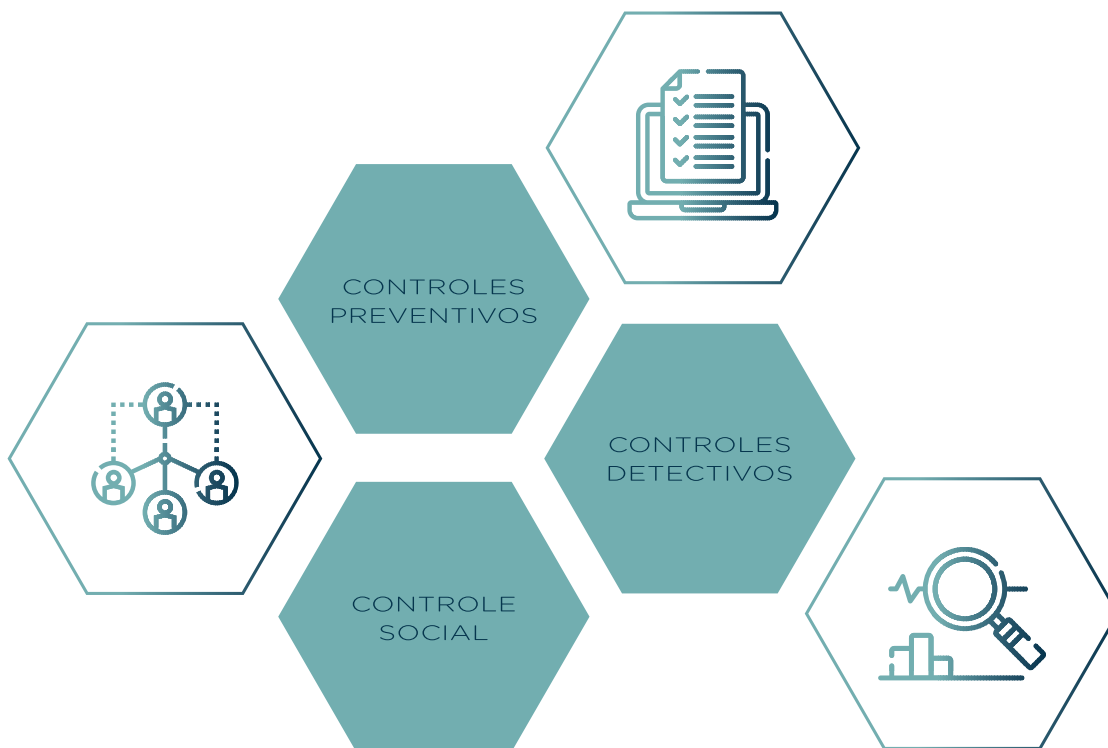 CONTROLES
PREVENTIVOS
CONTROLES
DETECTIVOS
CONTROLE
SOCIAL